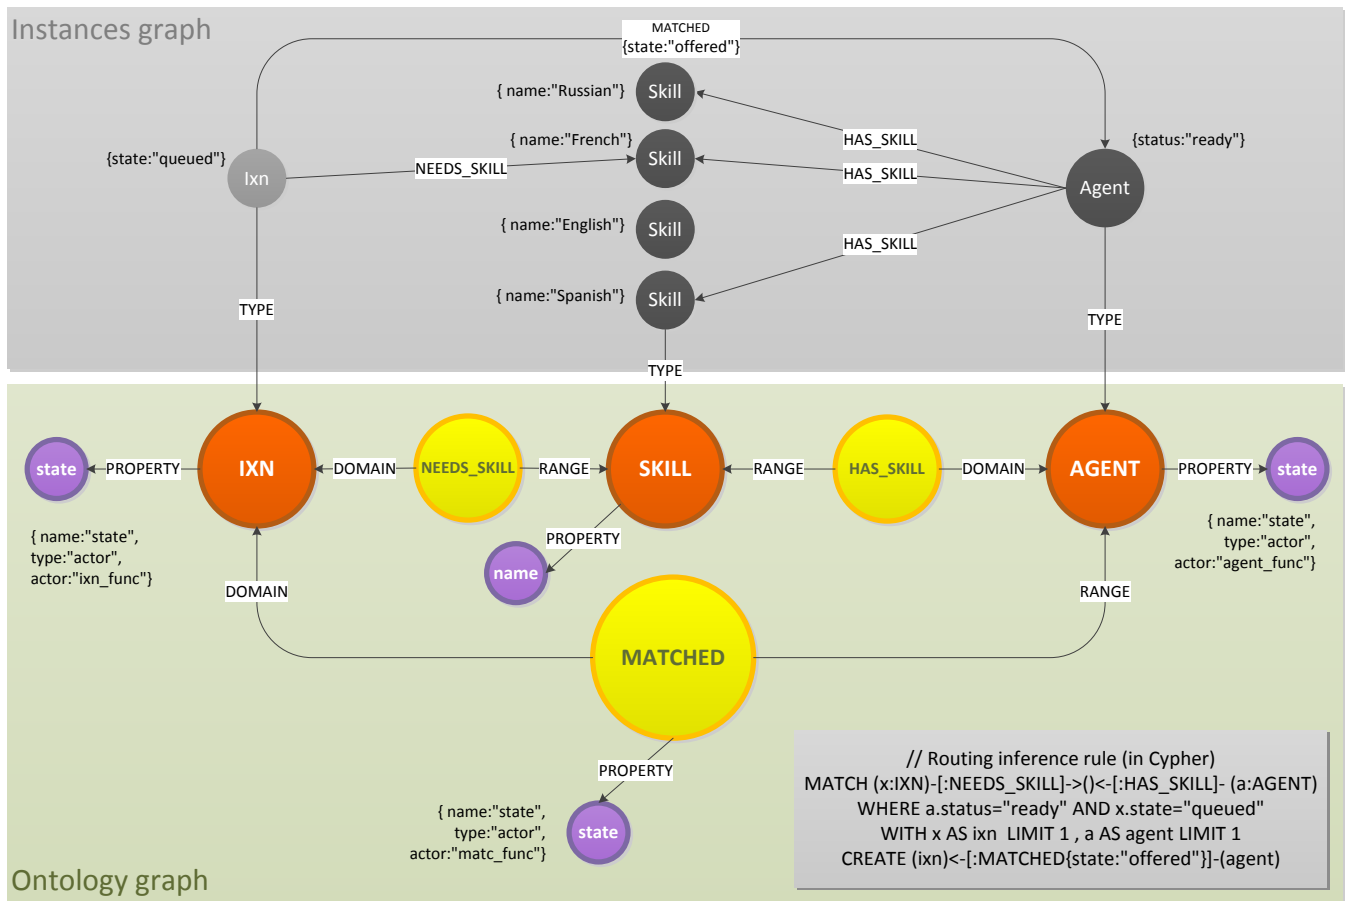 Instances graph
MATCHED
{state:"offered"}
{ name:"Russian"}
Skill
{ name:"French"}
Skill
HAS_SKILL
{status:"ready"}
{state:"queued"}
Ixn
NEEDS_SKILL
HAS_SKILL
Agent
{ name:"English"}
Skill
HAS_SKILL
{ name:"Spanish"}
Skill
TYPE
TYPE
TYPE
state
PROPERTY
IXN
DOMAIN
NEEDS_SKILL
RANGE
SKILL
RANGE
HAS_SKILL
DOMAIN
AGENT
PROPERTY
state
{ name:"state",
type:"actor",
actor:"ixn_func"}
PROPERTY
name
{ name:"state",
type:"actor",
actor:"agent_func"}
DOMAIN
RANGE
MATCHED
PROPERTY
{ name:"state",
type:"actor",
actor:"matc_func"}
state
// Routing inference rule (in Cypher)
MATCH (x:IXN)-[:NEEDS_SKILL]->()<-[:HAS_SKILL]- (a:AGENT)
WHERE a.status="ready" AND x.state="queued"
WITH x AS ixn  LIMIT 1 , a AS agent LIMIT 1
CREATE (ixn)<-[:MATCHED{state:"offered"}]-(agent)
Ontology graph